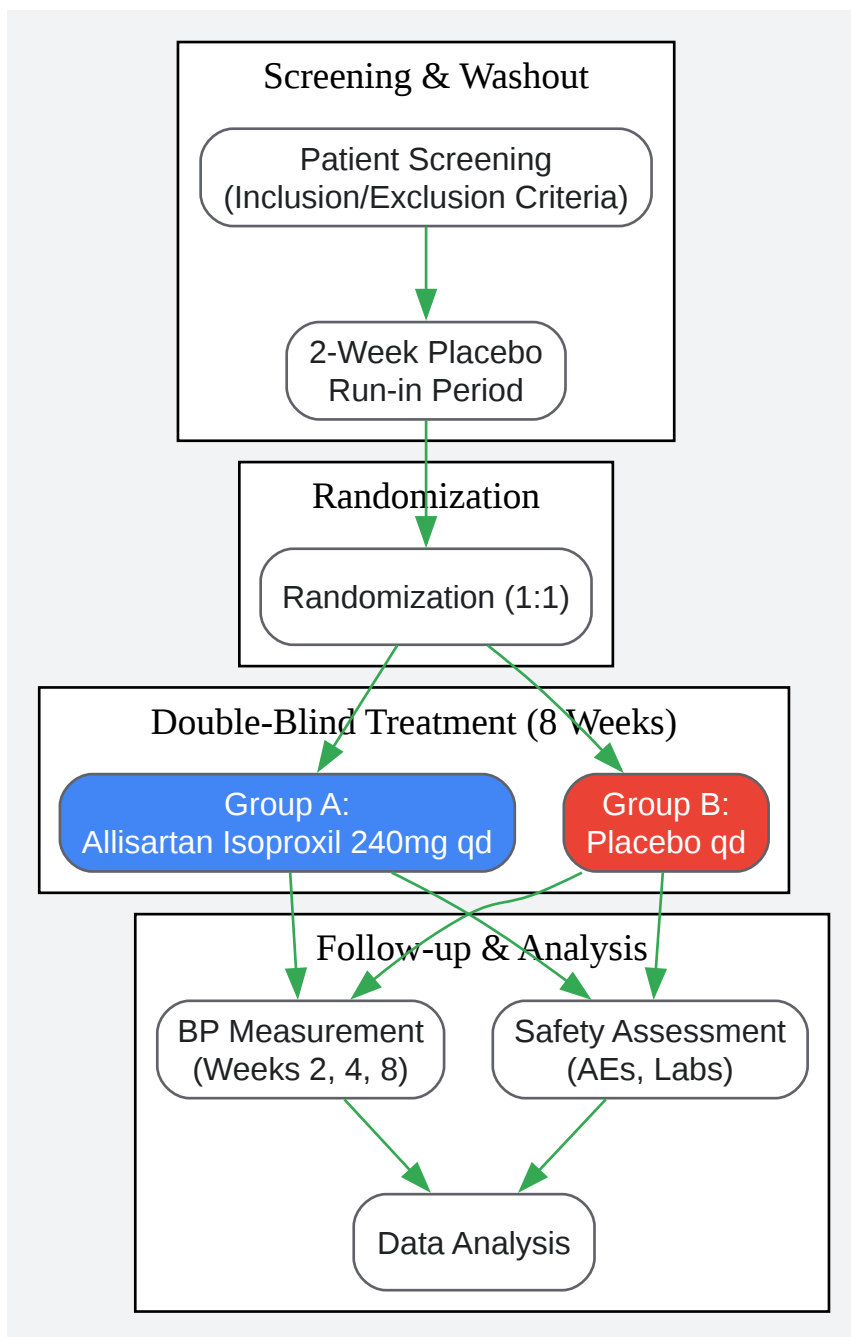 Screening & Washout
Patient Screening
(Inclusion/Exclusion Criteria)
2-Week Placebo
Run-in Period
Randomization
Randomization (1:1)
Double-Blind Treatment (8 Weeks)
Group A:
Allisartan Isoproxil 240mg qd
Group B:
Placebo qd
Follow-up & Analysis
BP Measurement
(Weeks 2, 4, 8)
Safety Assessment
(AEs, Labs)
Data Analysis